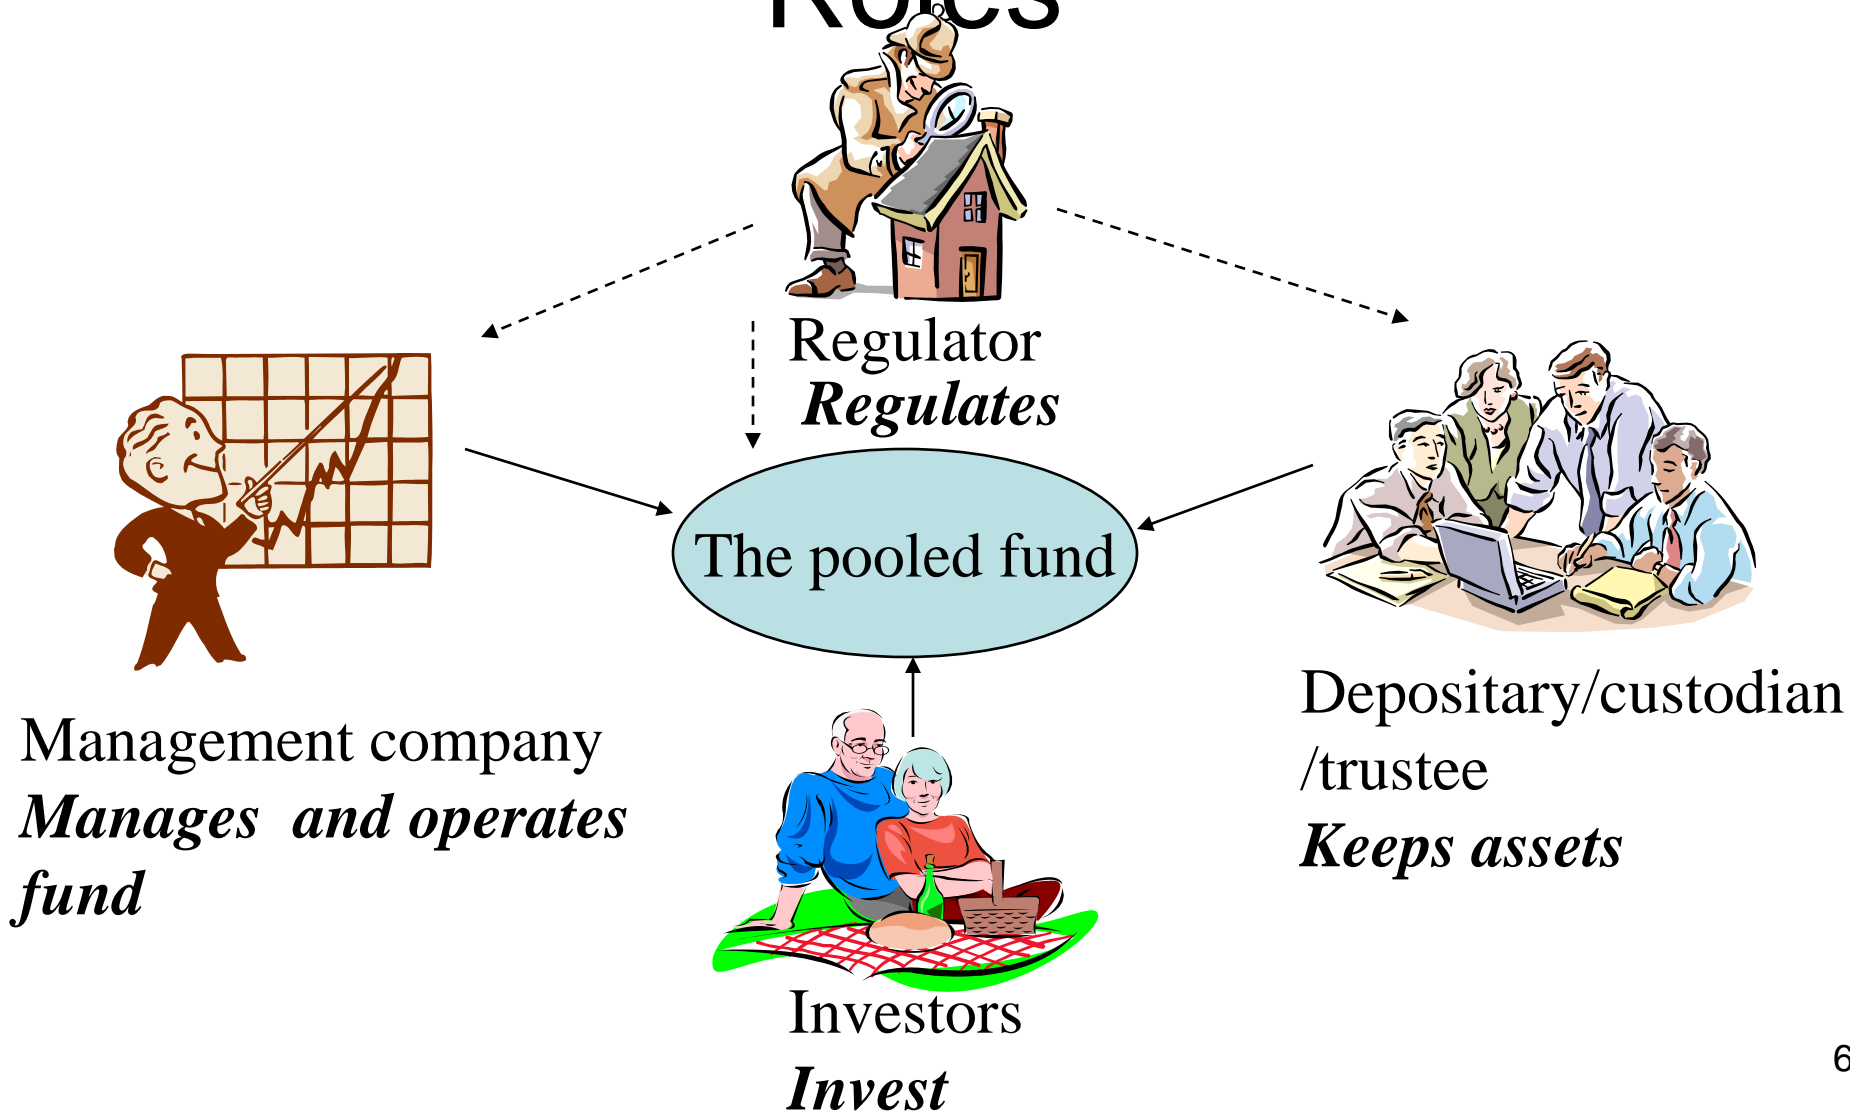 Roles
Regulator
Regulates
The pooled fund
Management company
Manages and operates
fund
Depositary/custodian
/trustee
Keeps assets
Investors
Invest
6